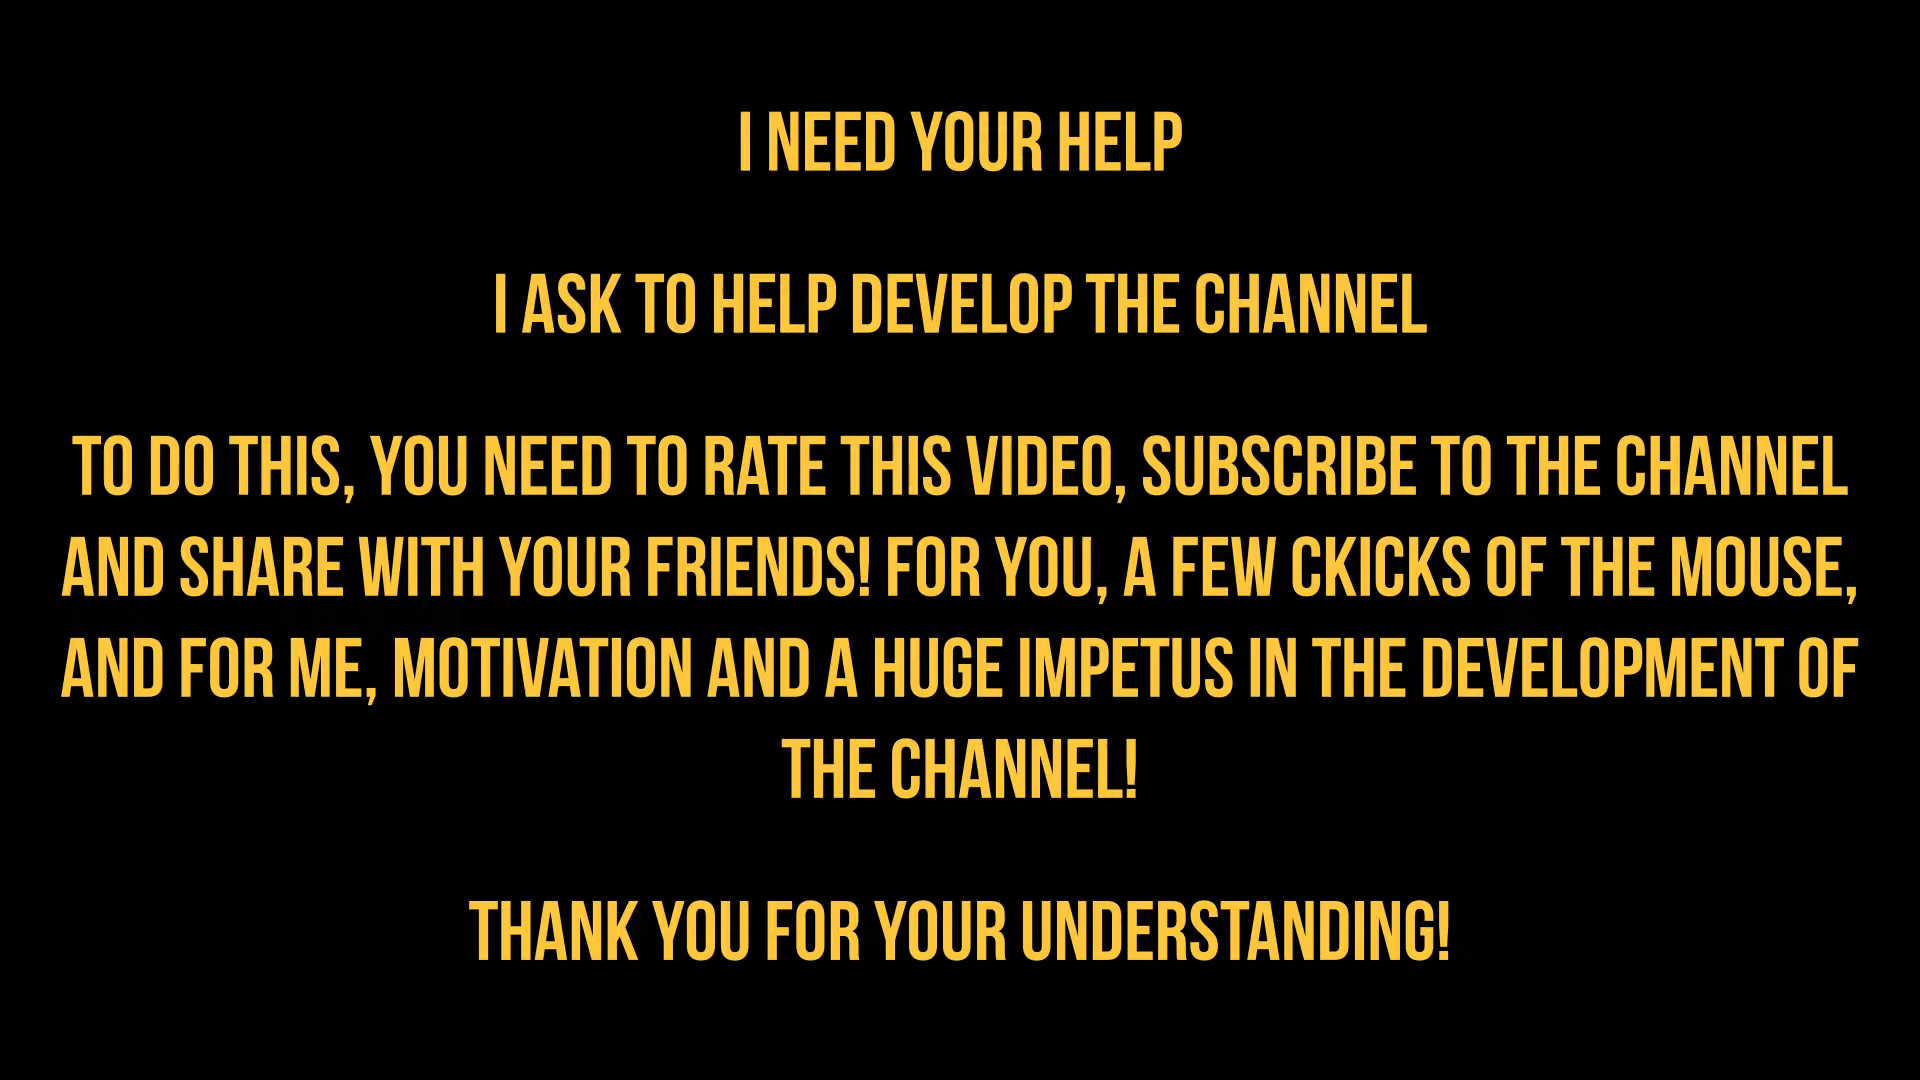 I NEED YOUR HELP
I ASK TO HELP DEVELOP THE CHANNEL
TO DO THIS, YOU NEED TO RATE THIS VIDEO, SUBSCRIBE TO THE CHANNEL
AND SHARE WITH YOUR FRIENDS! FOR YOU, A FEW CKICKS OF THE MOUSE,
AND FOR ME, MOTIVATION AND A HUGE IMPETUS IN THE DEVELOPMENT OF
THE CHANNEL!
THANK YOU FOR YOUR UNDERSTANDING!